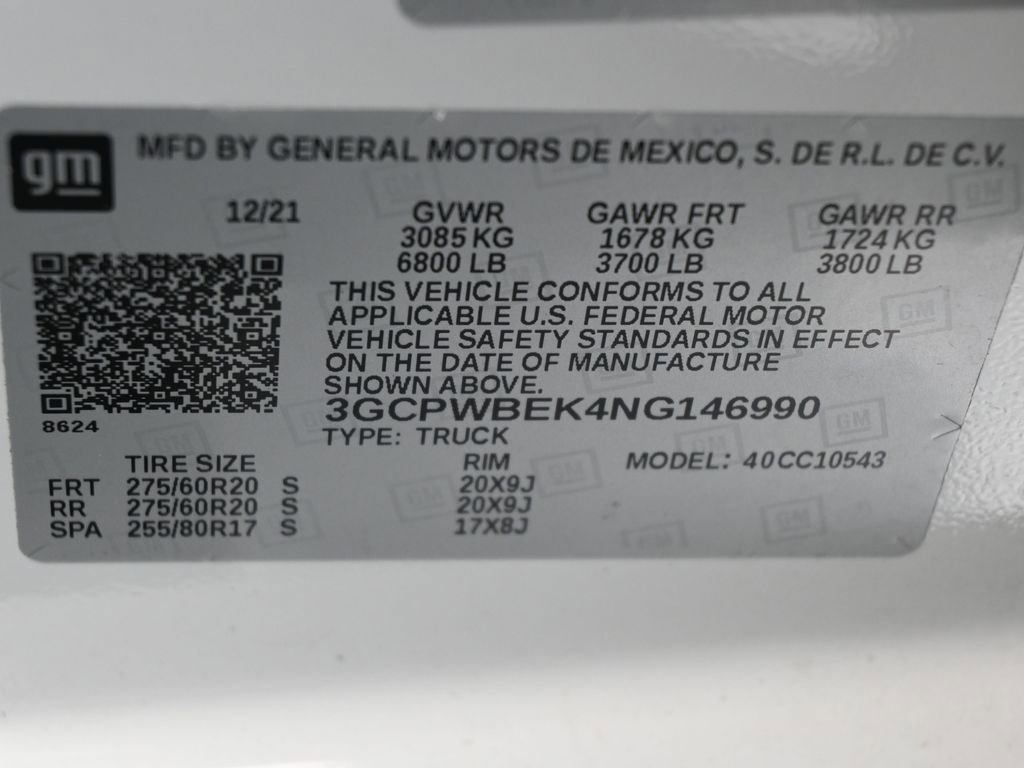 gm
MFD BY GENERAL MOTORS DE MEXICO, S. DE R.L. DE C.V.
12/21 GVWR GAWR FRT GAWR RR
3085 KG 1678 KG 1724 KG
6800 LB 3700 LB 3800 LB
THIS VEHICLE CONFORMS TO ALL
APPLICABLE U.S. FEDERAL MOTOR
VEHICLE SAFETY STANDARDS IN EFFECT
ON THE DATE OF MANUFACTURE
SHOWN ABOVE.
3GCPWBEK4NG146990
8624
TYPE: TRUCK
TIRE SIZE RIM MODEL: 40CC10543
FRT 275/60R20 S 20X9J
RR 275/60R20 S 20X9J
SPA 255/80R17 S 17X8J